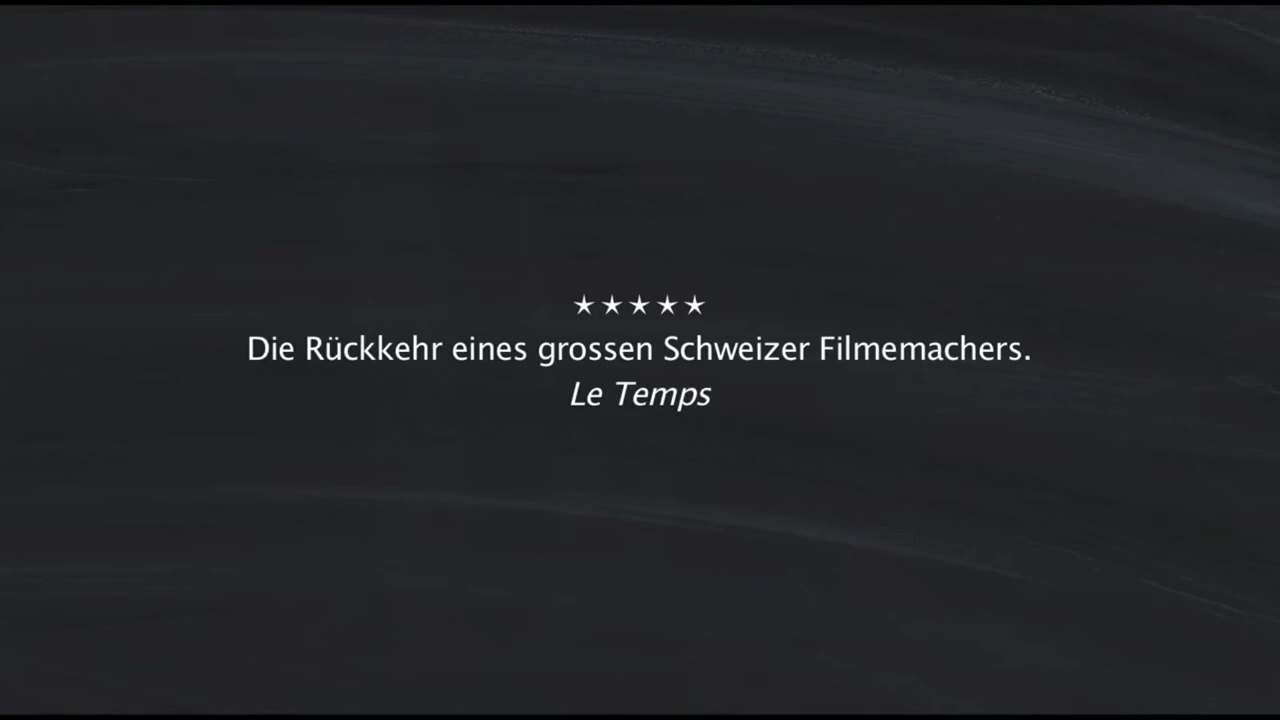 ★★★★★
Die Rückkehr eines grossen Schweizer Filmemachers.
Le Temps